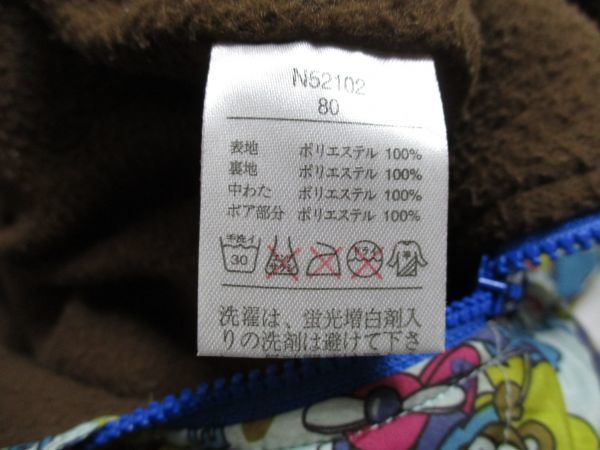 N52102
80
表地 ポリエステル 100%
裏地 ポリエステル 100%
中わた ポリエステル 100%
ボア部分 ポリエステル 100%
手洗イ
30
洗濯は、蛍光増白剤入
りの洗剤は避けて下さ